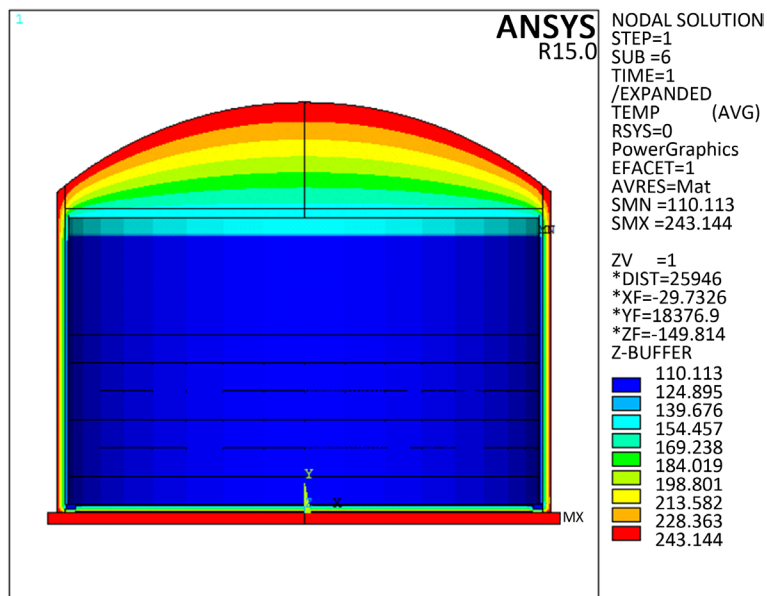 1
ANSYS
R15.0
NODAL SOLUTION
STEP=1
SUB =6
TIME=1
/EXPANDED
TEMP (AVG)
RSYS=0
PowerGraphics
EFACET=1
AVRES=Mat
SMN =110.113
SMX =243.144
ZV =1
*DIST=25946
*XF=-29.7326
*YF=18376.9
*ZF=-149.814
Z-BUFFER
110.113
124.895
139.676
154.457
169.238
184.019
198.801
213.582
228.363
243.144
Y
X
MX